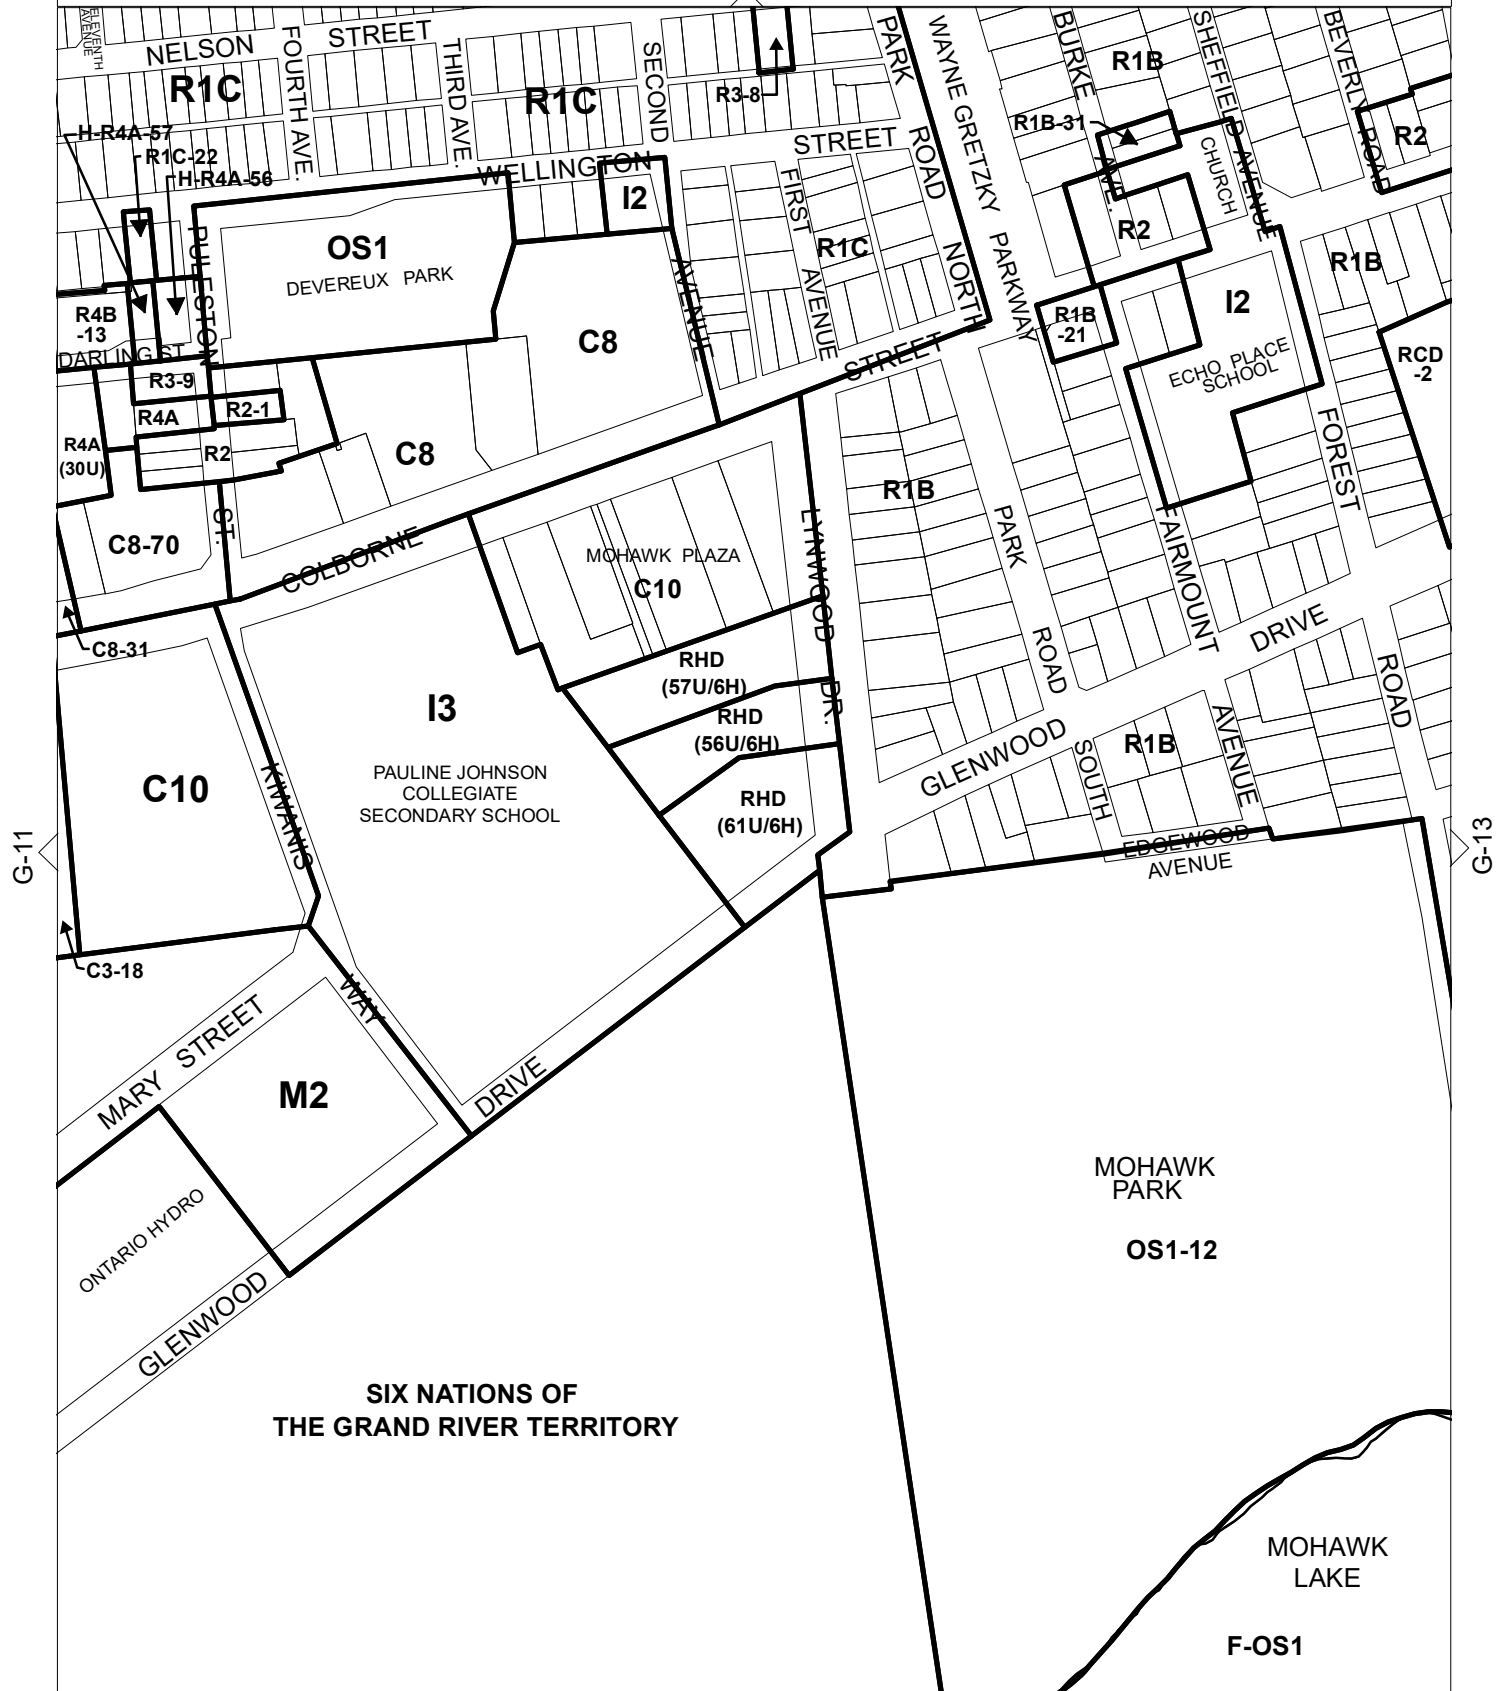 ELEVENTH
AVENUE
NELSON STREET
FOURTH AVE.
THIRD AVE.
SECOND
AVENUE
PARK
ROAD
NORTH
WAYNE GRETZKY PARKWAY
BURKE
AVE.
SHEFFIELD AVENUE
BEVERLY ROAD
R1C
R1C
R3-8
R1B
R1B-31
R2
H-R4A-57
R1C-22
H-R4A-56
WELLINGTON STREET
I2
CHURCH
FIRST AVENUE
R1C
R2
R1B
OS1
DEVEREUX PARK
PULESTON
ST.
R4B
-13
DARLING ST.
C8
R1B
-21
I2
ECHO PLACE
SCHOOL
RCD
-2
R3-9
R4A
R2-1
R4A
(30U)
R2
C8
C8-70
COLBORNE STREET
MOHAWK PLAZA
C10
LYNWOOD DR.
R1B
PARK ROAD
FAIRMOUNT
AVENUE
FOREST
ROAD
C8-31
RHD
(57U/6H)
RHD
(56U/6H)
RHD
(61U/6H)
I3
PAULINE JOHNSON
COLLEGIATE
SECONDARY SCHOOL
GLENWOOD DRIVE
SOUTH
R1B
EDGEWOOD
AVENUE
C10
KIWANIS
WAY
G-11
G-13
C3-18
MARY STREET
M2
ONTARIO HYDRO
GLENWOOD DRIVE
MOHAWK
PARK
OS1-12
SIX NATIONS OF
THE GRAND RIVER TERRITORY
MOHAWK
LAKE
F-OS1